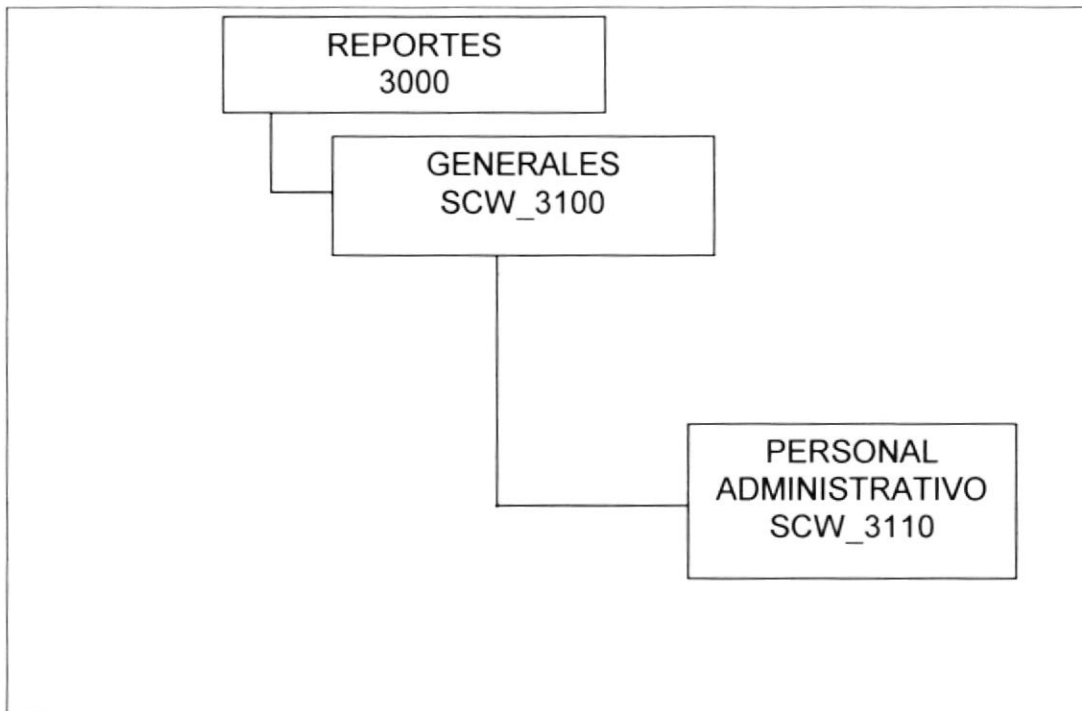 REPORTES
3000
GENERALES
SCW_3100
PERSONAL
ADMINISTRATIVO
SCW_3110